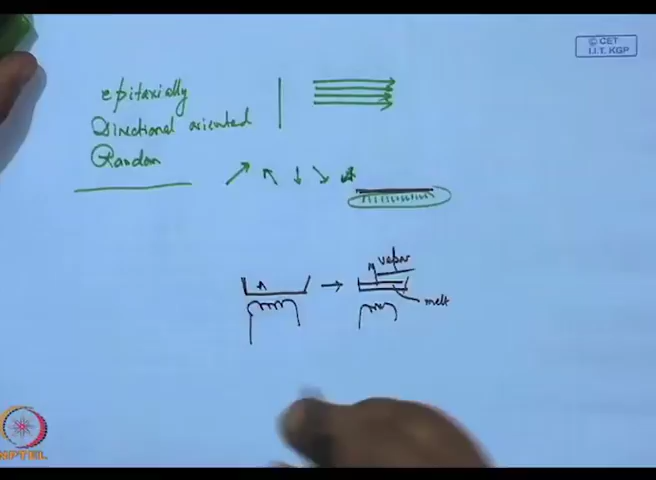 © CET
I.I.T. KGP
epitaxially
Directional oriented
Random
A
vapor
melt
NPTEL